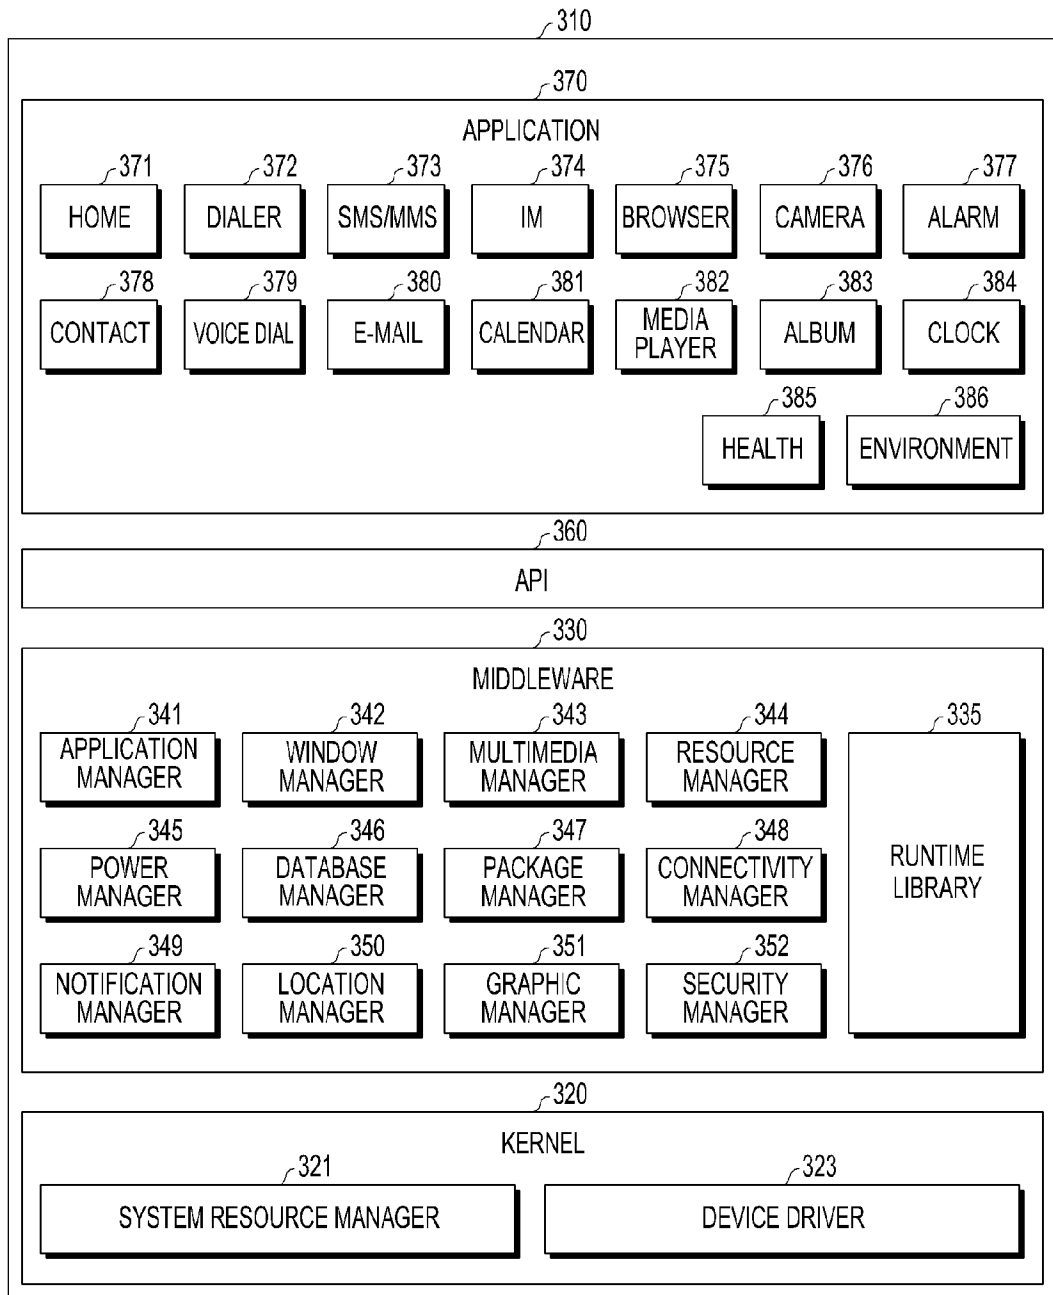 310
370
APPLICATION
371 372 373 374 375 376 377
HOME DIALER SMS/MMS IM BROWSER CAMERA ALARM
378 379 380 381 382 383 384
CONTACT VOICE DIAL E-MAIL CALENDAR MEDIA PLAYER ALBUM CLOCK
385 386
HEALTH ENVIRONMENT
360
API
330
MIDDLEWARE
341 342 343 344 335
APPLICATION MANAGER WINDOW MANAGER MULTIMEDIA MANAGER RESOURCE MANAGER
345 346 347 348
POWER MANAGER DATABASE MANAGER PACKAGE MANAGER CONNECTIVITY MANAGER RUNTIME LIBRARY
349 350 351 352
NOTIFICATION MANAGER LOCATION MANAGER GRAPHIC MANAGER SECURITY MANAGER
320
KERNEL
321 323
SYSTEM RESOURCE MANAGER DEVICE DRIVER